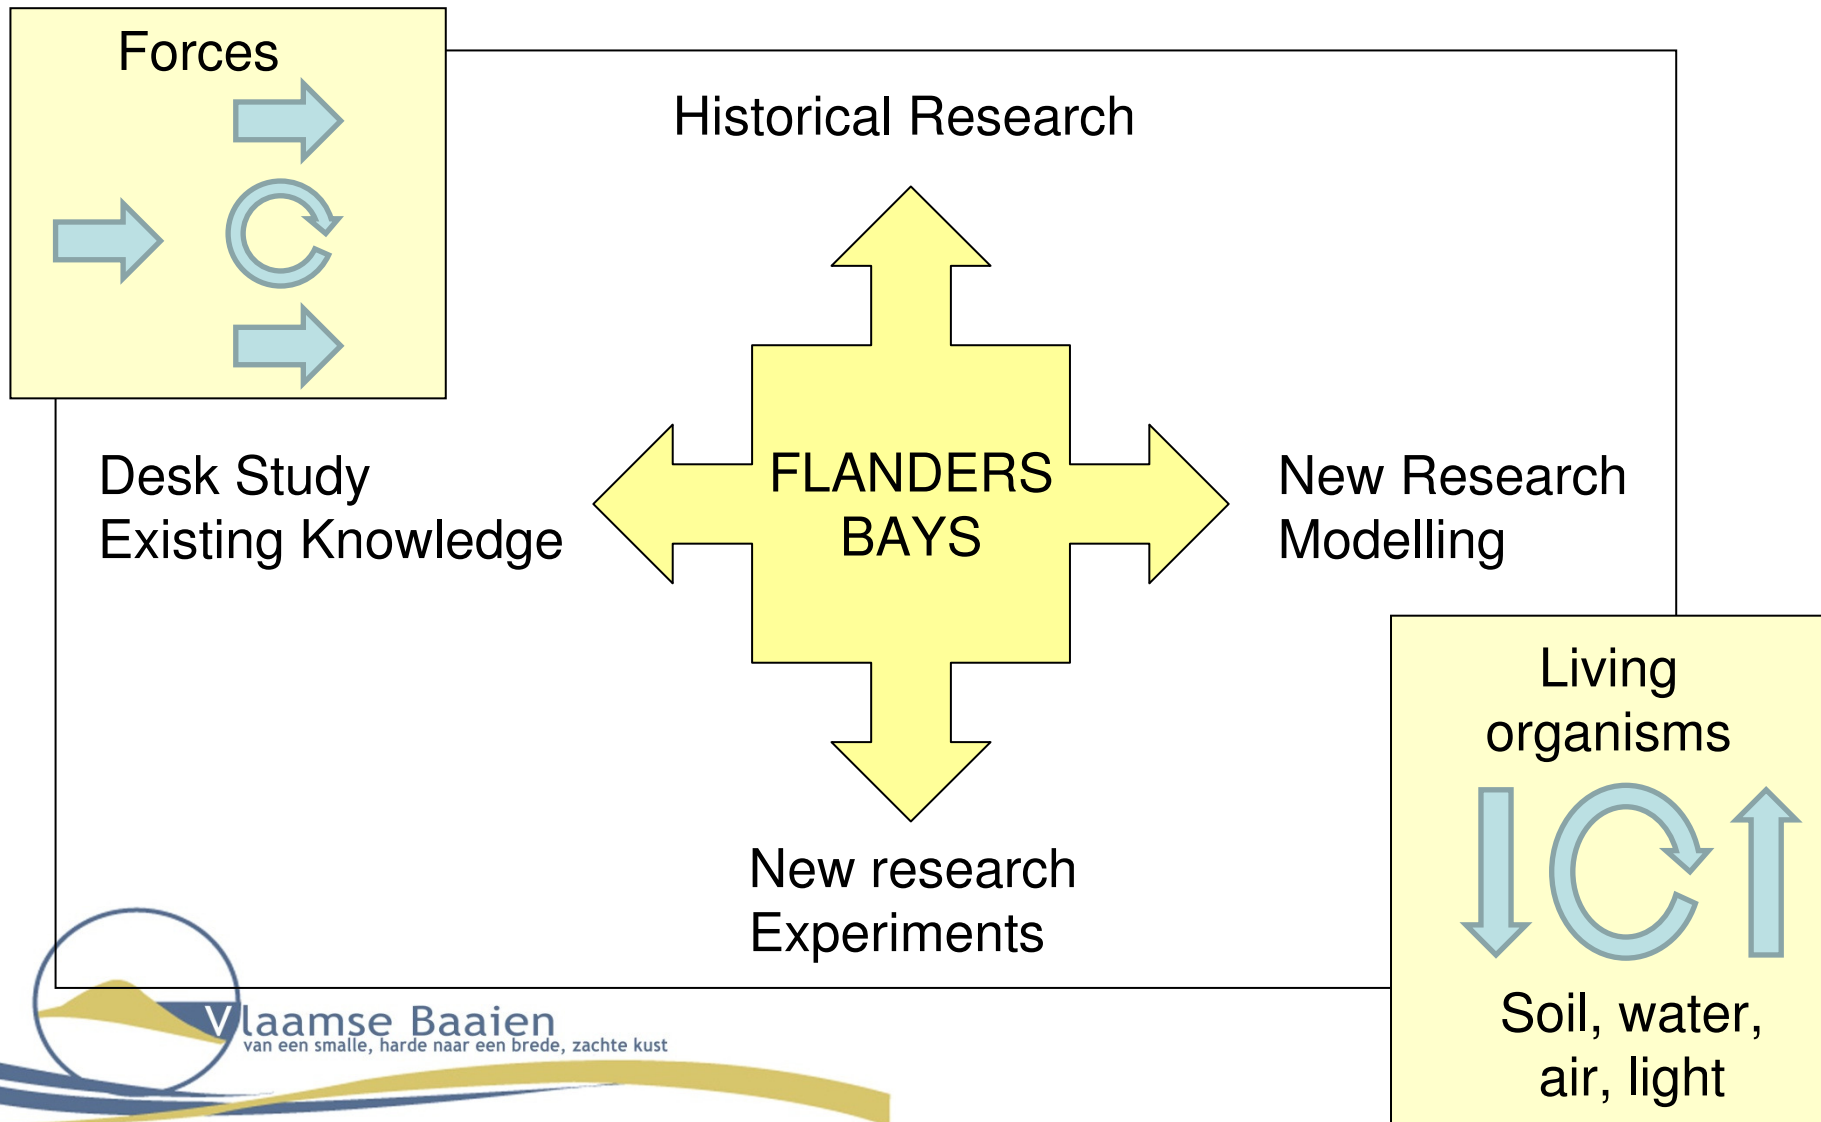 Forces
Historical Research
Desk Study
Existing Knowledge
FLANDERS
BAYS
New Research
Modelling
New research
Experiments
Living
organisms
Soil, water,
air, light
Vlaamse Baaien
van een smalle, harde naar een brede, zachte kust